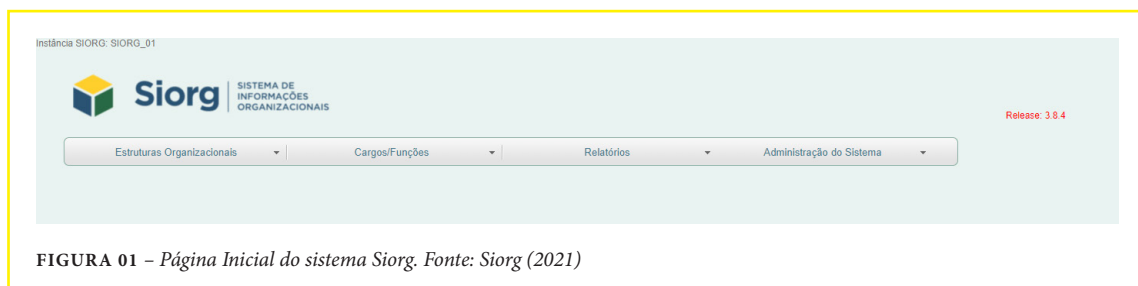 Instância SIORG: SIORG_01
Siorg
SISTEMA DE
INFORMAÇÕES
ORGANIZACIONAIS
Release: 3.8.4
Estruturas Organizacionais Cargos/Funções Relatórios Administração do Sistema
FIGURA 01 – Página Inicial do sistema Siorg. Fonte: Siorg (2021)